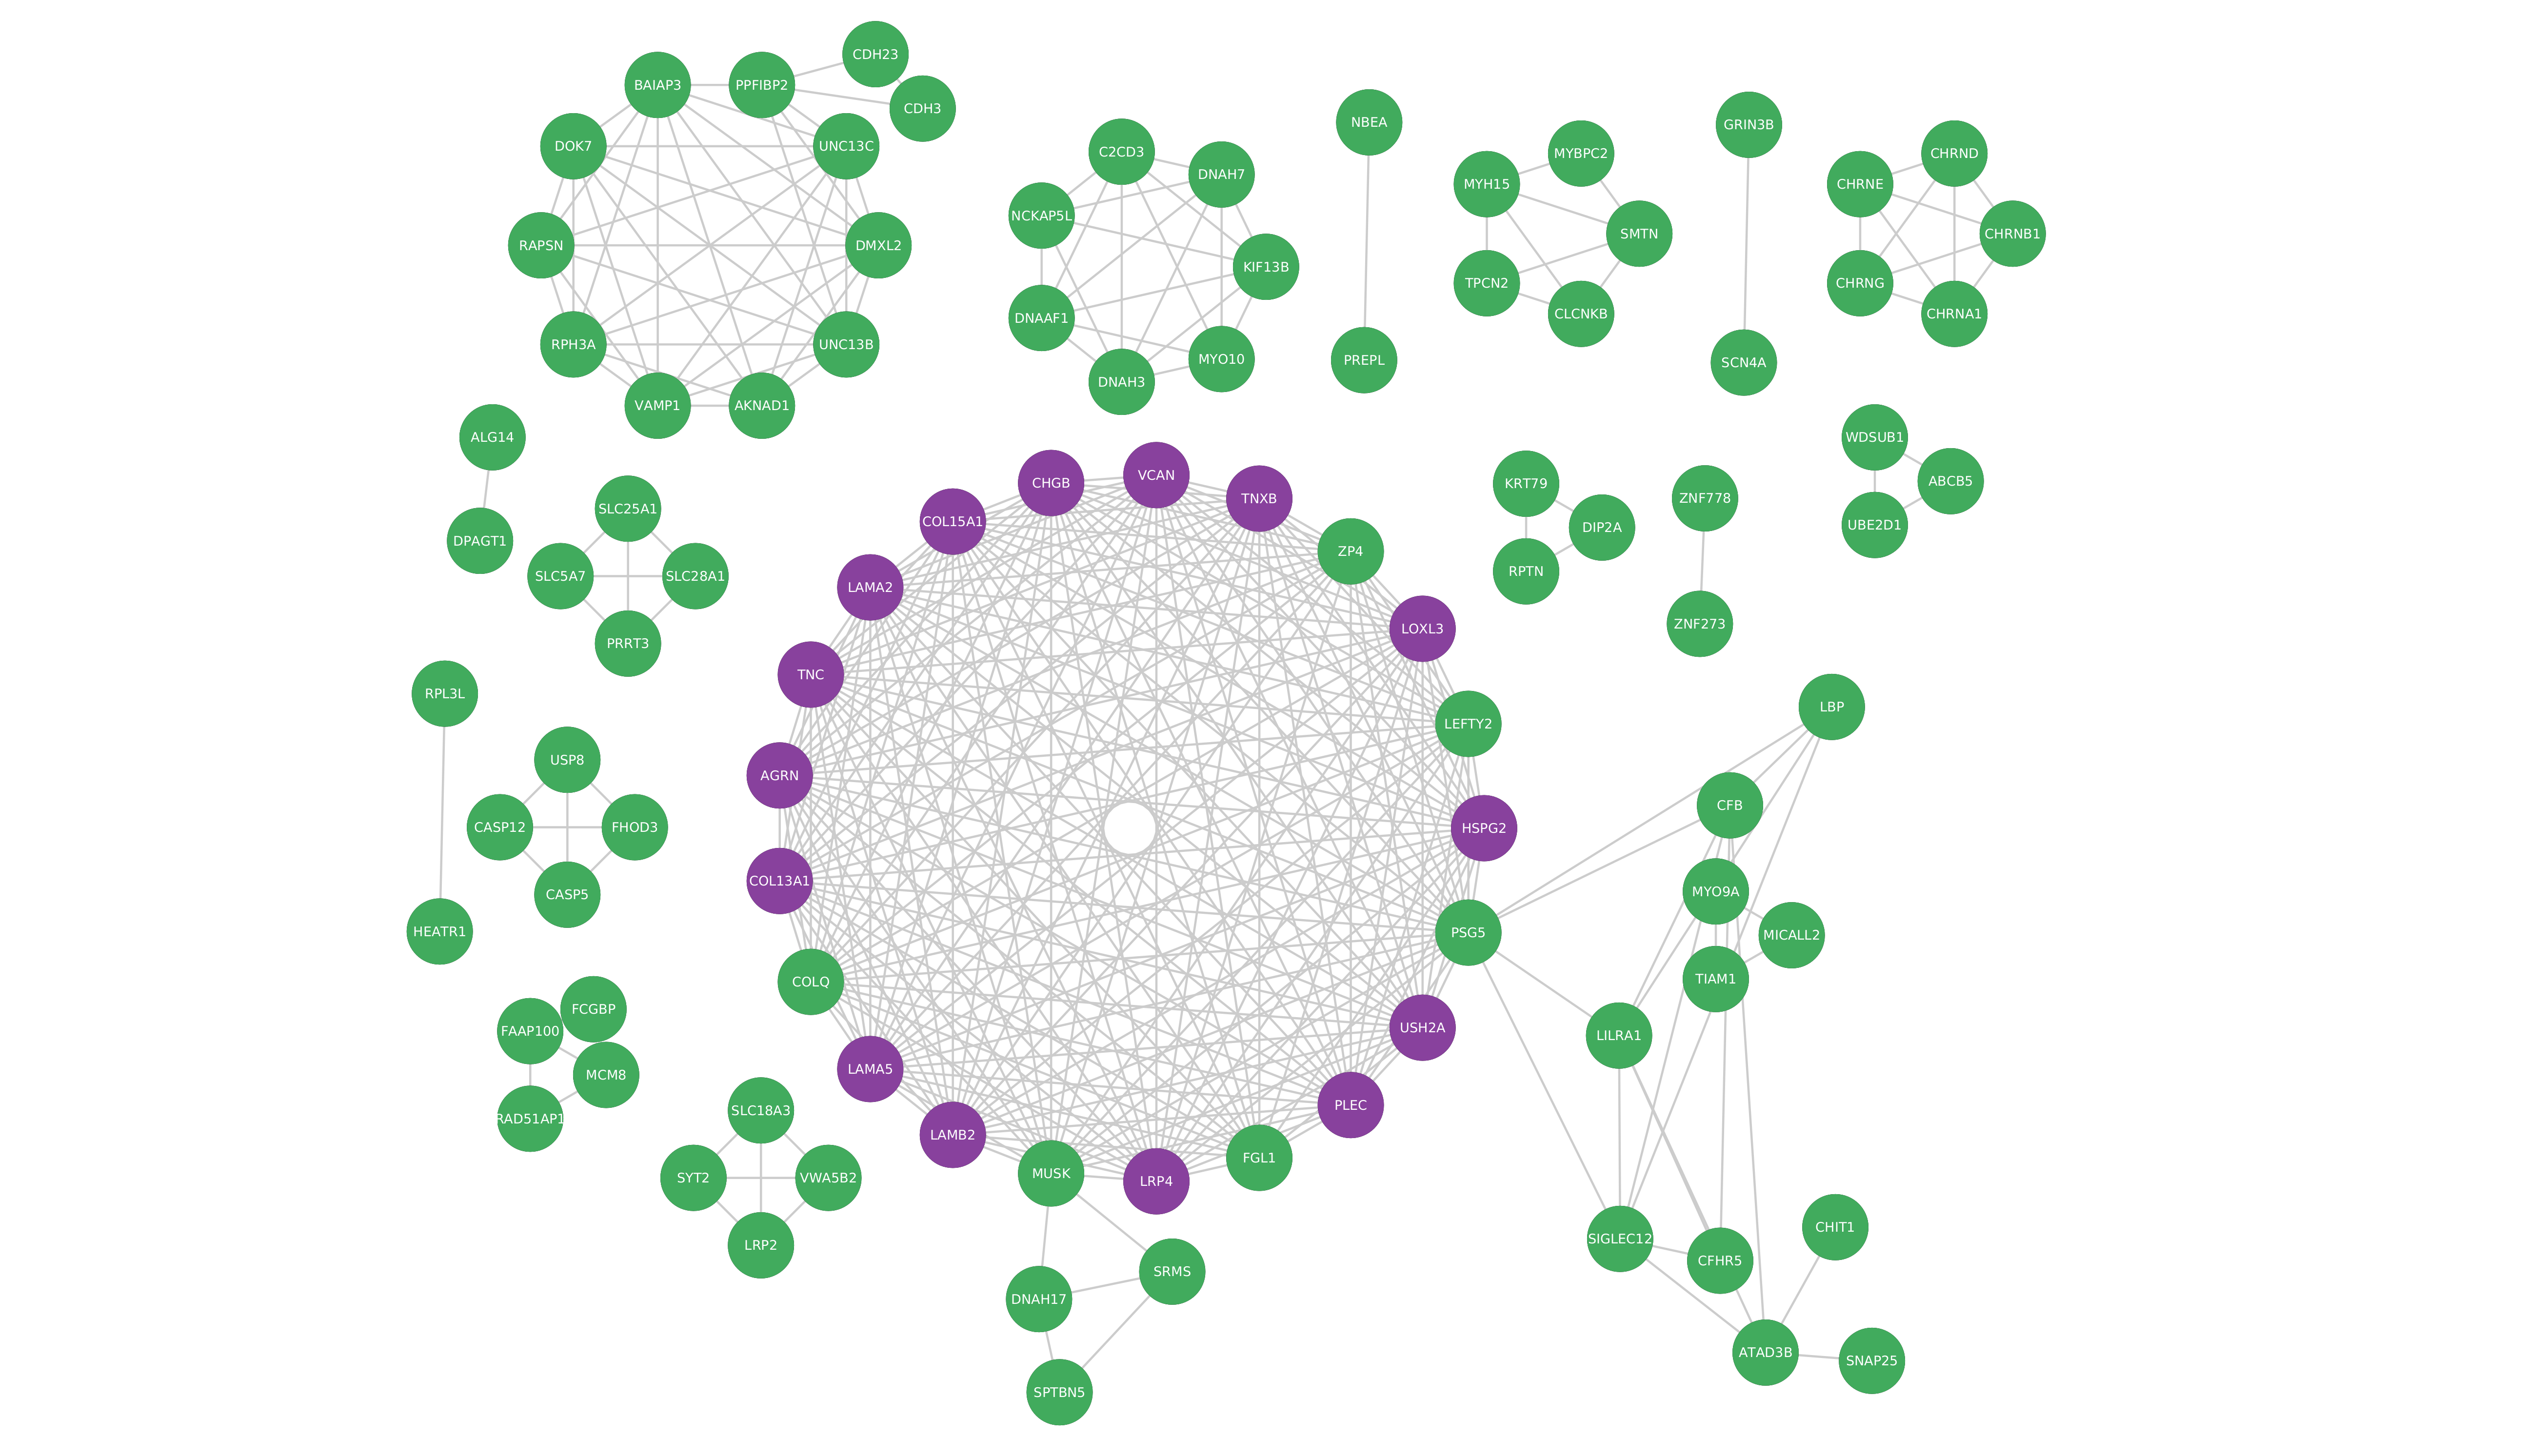 CDH23
BAIAP3
PPFIBP2
CDH3
DOK7
UNC13C
RAPSN
DMXL2
RPH3A
UNC13B
VAMP1
AKNAD1
C2CD3
DNAH7
NCKAP5L
KIF13B
DNAAF1
MYO10
DNAH3
NBEA
PREPL
MYBPC2
MYH15
SMTN
TPCN2
CLCNKB
GRIN3B
SCN4A
CHRND
CHRNE
CHRNB1
CHRNG
CHRNA1
ALG14
DPAGT1
SLC25A1
SLC5A7
SLC28A1
PRRT3
WDSUB1
ABCB5
UBE2D1
KRT79
DIP2A
RPTN
ZNF778
ZNF273
VCAN
CHGB
TNXB
COL15A1
ZP4
LAMA2
LOXL3
TNC
LEFTY2
AGRN
HSPG2
COL13A1
PSG5
COLQ
USH2A
LAMA5
PLEC
LAMB2
FGL1
MUSK
LRP4
RPL3L
HEATR1
USP8
CASP12
FHOD3
CASP5
FCGBP
FAAP100
MCM8
RAD51AP1
SLC18A3
SYT2
VWA5B2
LRP2
SRMS
DNAH17
SPTBN5
LBP
CFB
MYO9A
MICALL2
TIAM1
LILRA1
SIGLEC12
CFHR5
CHIT1
ATAD3B
SNAP25